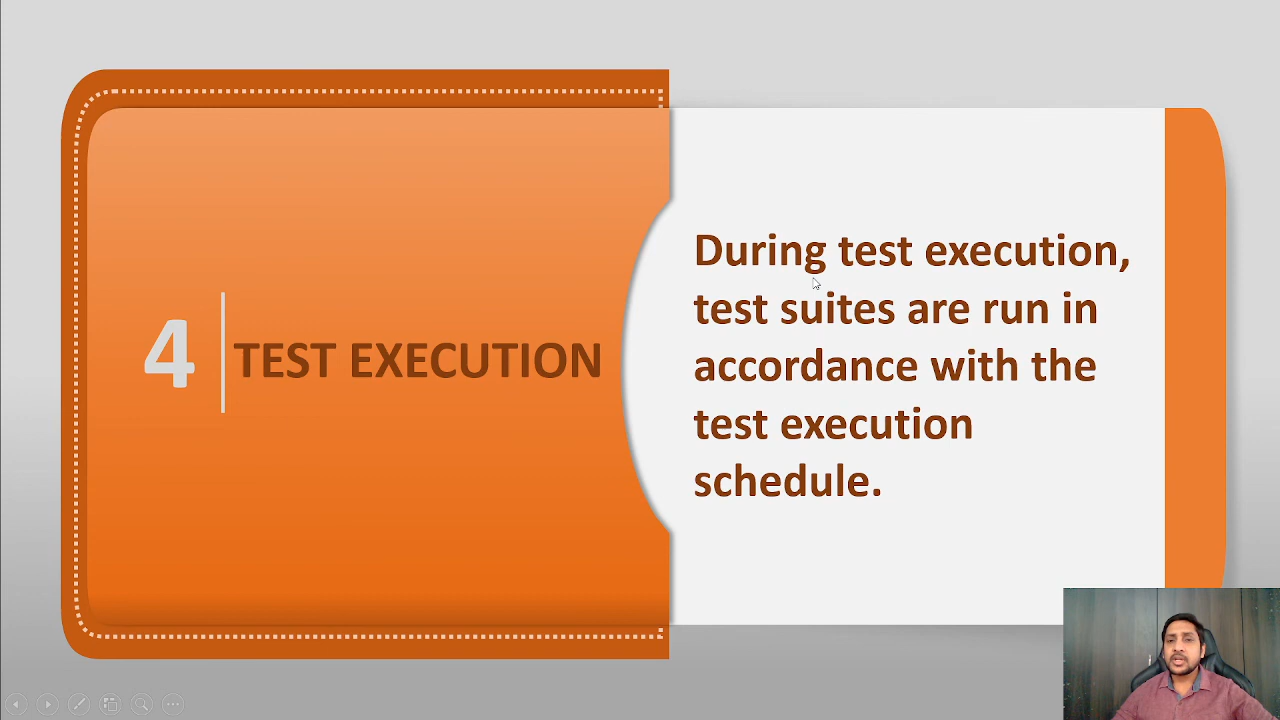 4
TEST EXECUTION
During test execution,
test suites are run in
accordance with the
test execution
schedule.